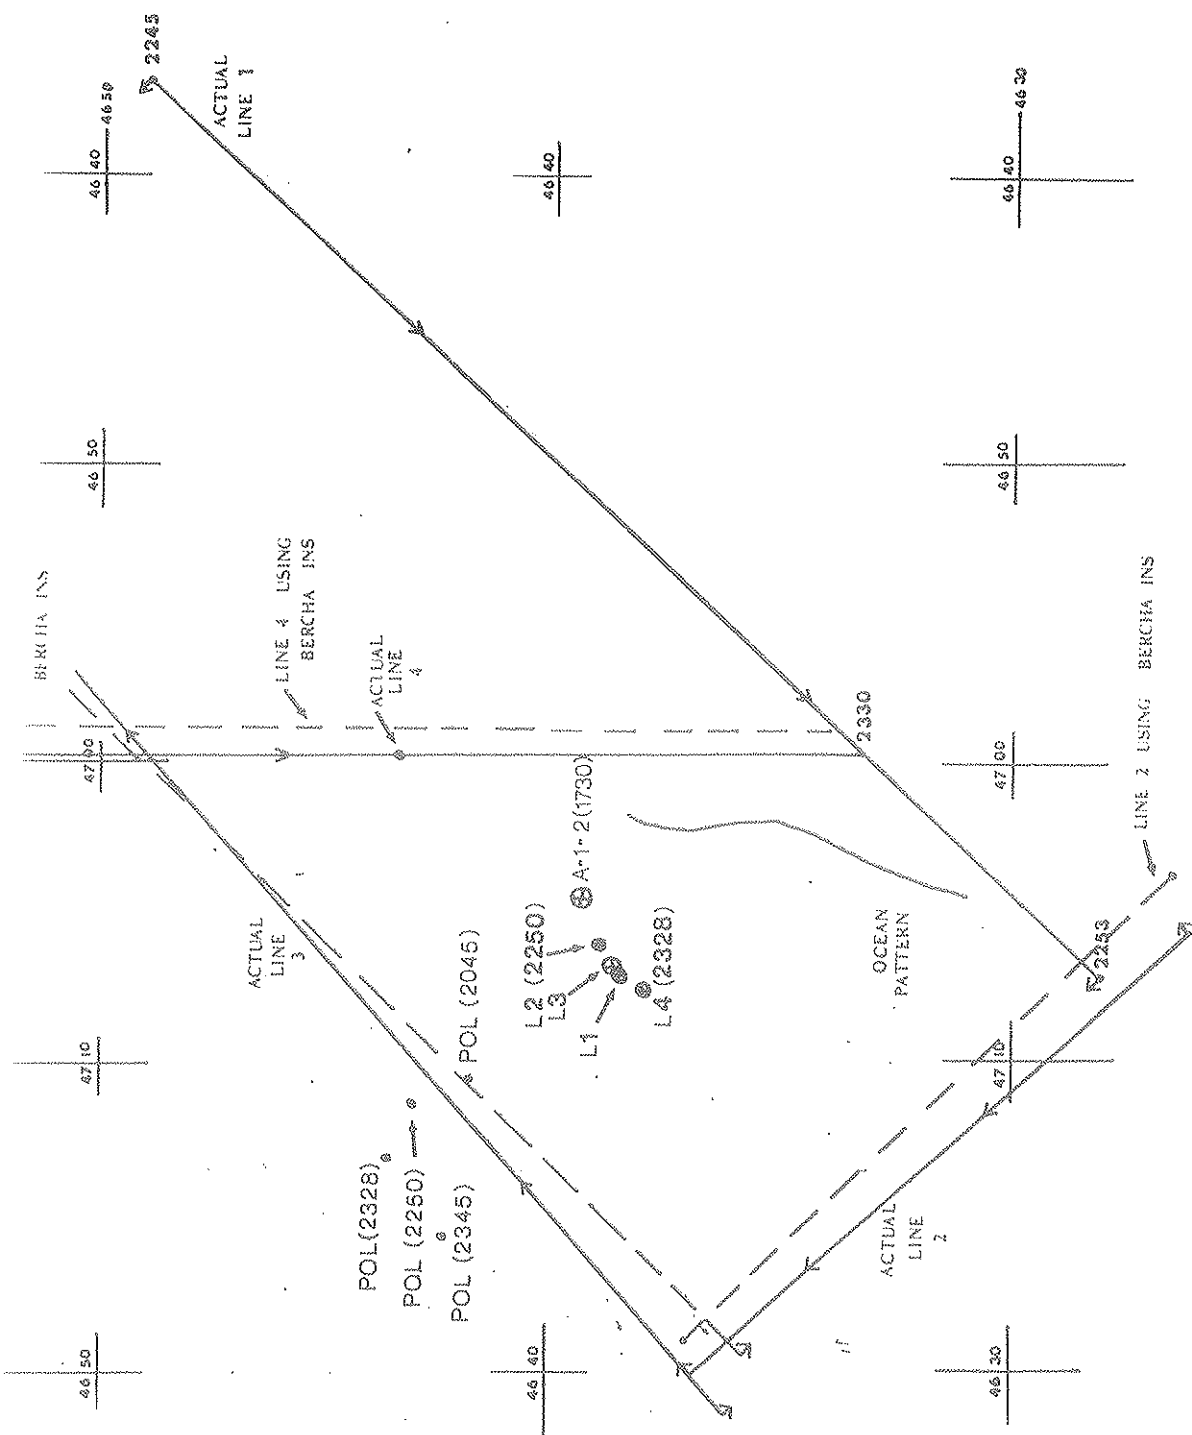 2245
ACTUAL
LINE 1
46 40
46 50
46 40
46 40
46 30
46 50
46 50
BERCHA INS
LINE 4 USING
BERCHA INS
ACTUAL
LINE
4
47 00
2330
47 00
A-1-2(1730)
LINE 2 USING BERCHA INS
ACTUAL
LINE
3
POL (2045)
L2 (2250)
L3
L1
L4 (2328)
OCEAN
PATTERN
2253
47 10
47 10
POL(2328)
POL (2250)
POL (2345)
ACTUAL
LINE
2
46 50
46 40
46 30